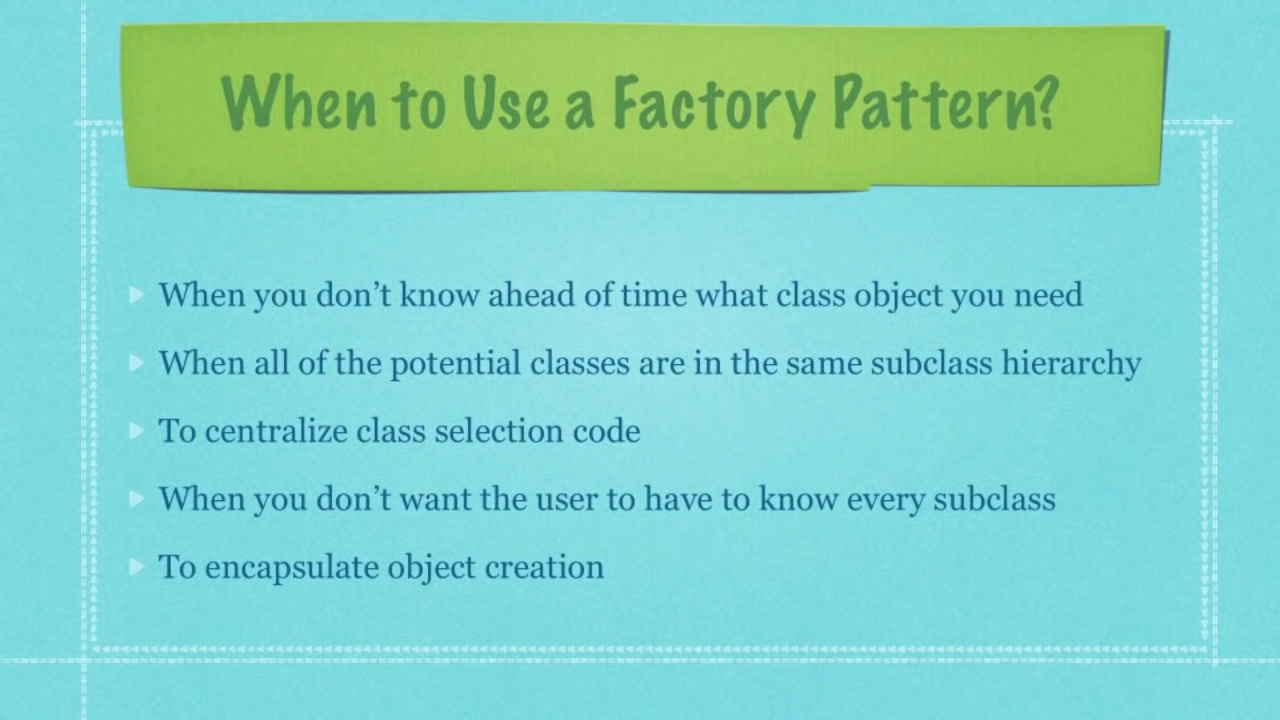 When to Use a Factory Pattern?
When you don’t know ahead of time what class object you need
When all of the potential classes are in the same subclass hierarchy
To centralize class selection code
When you don’t want the user to have to know every subclass
To encapsulate object creation